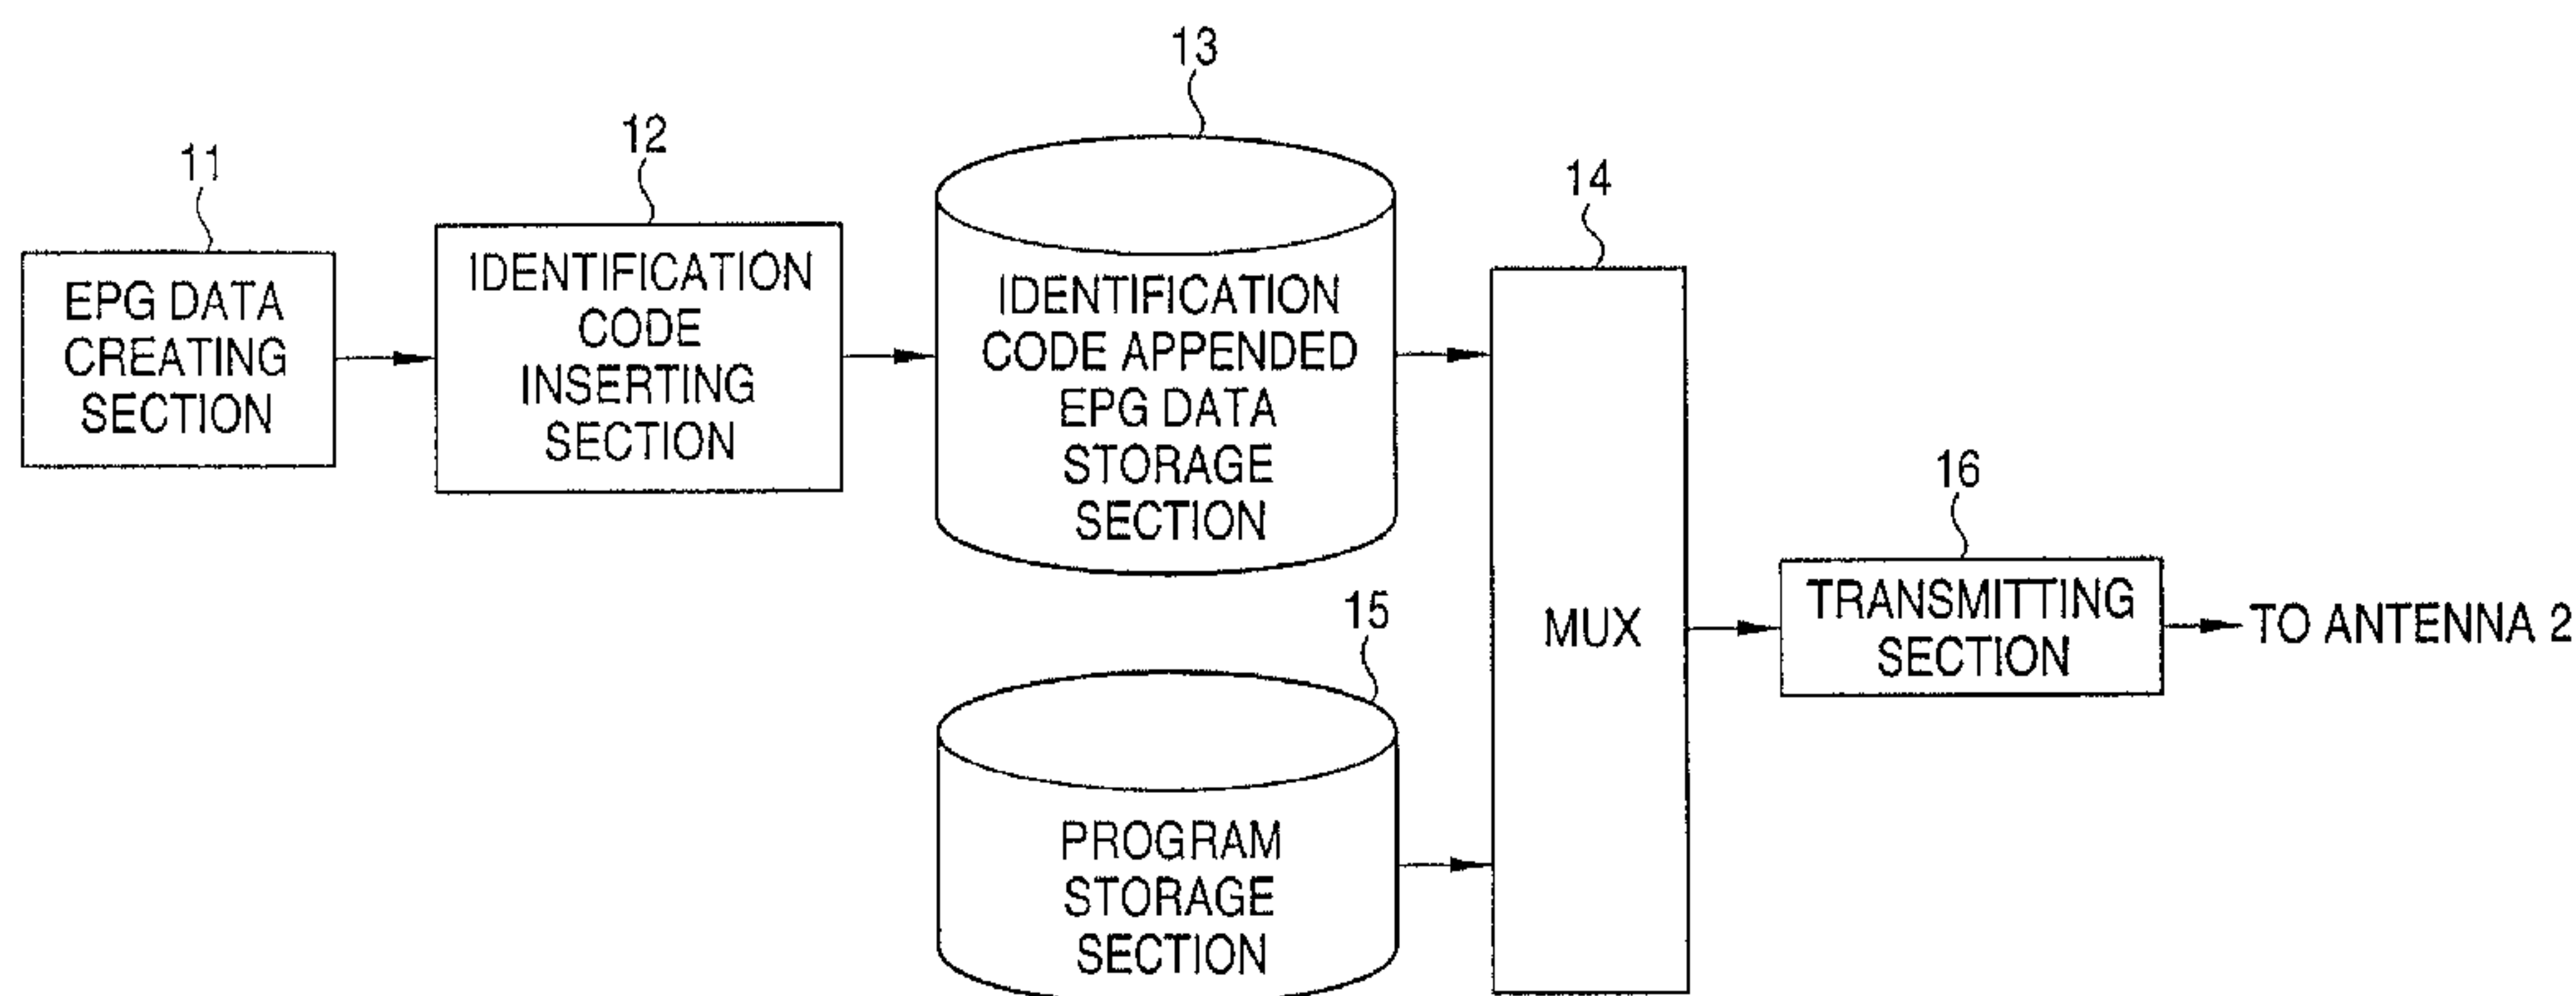 13
12
11
14
EPG DATA
CREATING
SECTION
IDENTIFICATION
CODE
INSERTING
SECTION
IDENTIFICATION
CODE APPENDED
EPG DATA
STORAGE
SECTION
16
15
MUX
TRANSMITTING
SECTION
TO ANTENNA 2
PROGRAM
STORAGE
SECTION